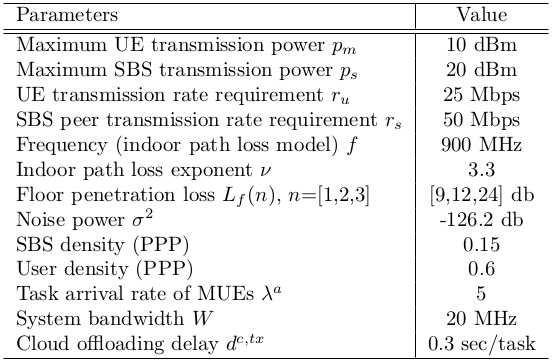 Parameters Value
Maximum UE transmission power p_m 10 dBm
Maximum SBS transmission power p_s 20 dBm
UE transmission rate requirement r_u 25 Mbps
SBS peer transmission rate requirement r_s 50 Mbps
Frequency (indoor path loss model) f 900 MHz
Indoor path loss exponent ν 3.3
Floor penetration loss L_f(n), n=[1,2,3] [9,12,24] db
Noise power σ² -126.2 db
SBS density (PPP) 0.15
User density (PPP) 0.6
Task arrival rate of MUEs λ^a 5
System bandwidth W 20 MHz
Cloud offloading delay d^{c,tx} 0.3 sec/task